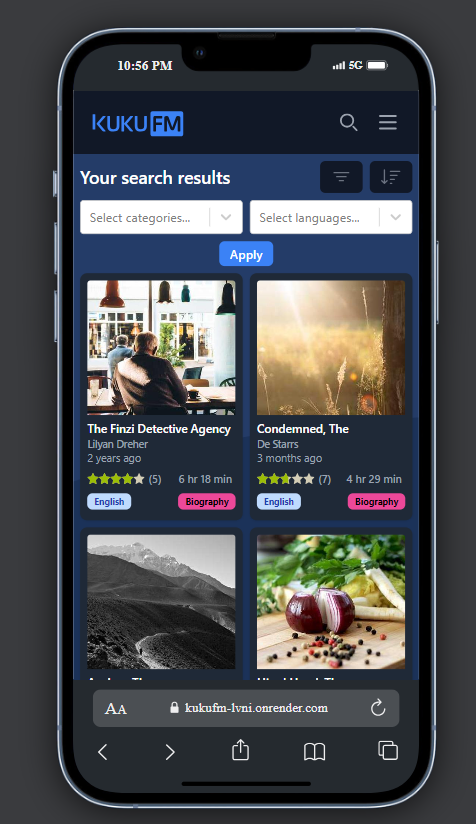 10:56 PM 5G
KUKU FM
Your search results
Select categories... Select languages...
Apply
The Finzi Detective Agency
Lilyan Dreher
2 years ago
(5) 6 hr 18 min
English Biography
Condemned, The
De Starrs
3 months ago
(7) 4 hr 29 min
English Biography
AA kukufm-lvni.onrender.com